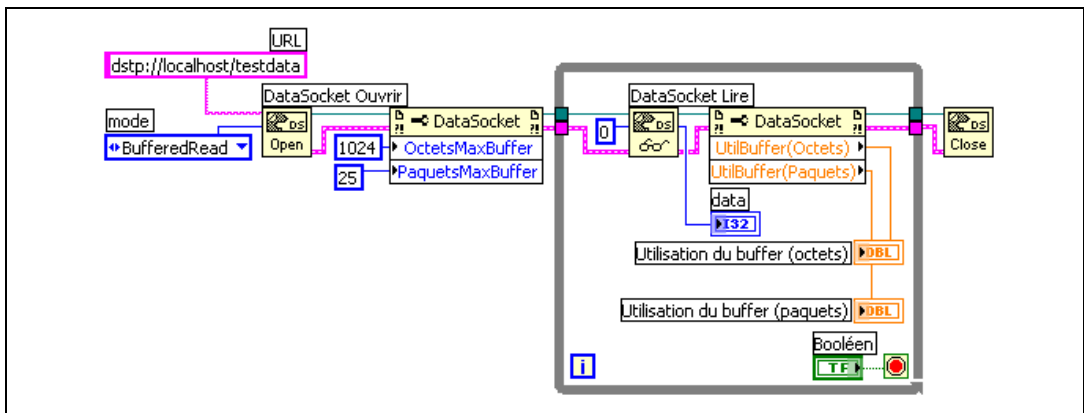 URL
dstp://localhost/testdata
DataSocket Ouvrir
DataSocket Lire
mode
BufferedRead
DS
Open
DataSocket
1024
OctetsMaxBuffer
25
PaquetsMaxBuffer
0
DS
DataSocket
UtilBuffer(Octets)
UtilBuffer(Paquets)
DS
Close
data
I32
Utilisation du buffer (octets)
DBL
Utilisation du buffer (paquets)
DBL
Booléen
TF
i